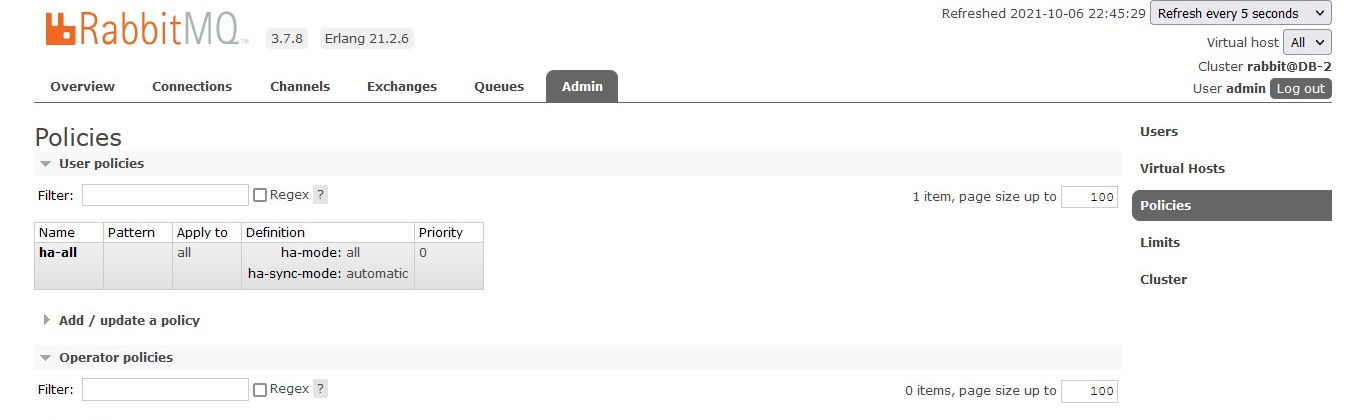 RabbitMQ™ 3.7.8 Erlang 21.2.6
Refreshed 2021-10-06 22:45:29 Refresh every 5 seconds
Virtual host All
Cluster rabbit@DB-2
User admin Log out
Overview Connections Channels Exchanges Queues Admin
Policies
User policies
Filter: Regex ? 1 item, page size up to 100
Name Pattern Apply to Definition Priority
ha-all all ha-mode: all 0
ha-sync-mode: automatic
Add / update a policy
Operator policies
Filter: Regex ? 0 items, page size up to 100
Users
Virtual Hosts
Policies
Limits
Cluster